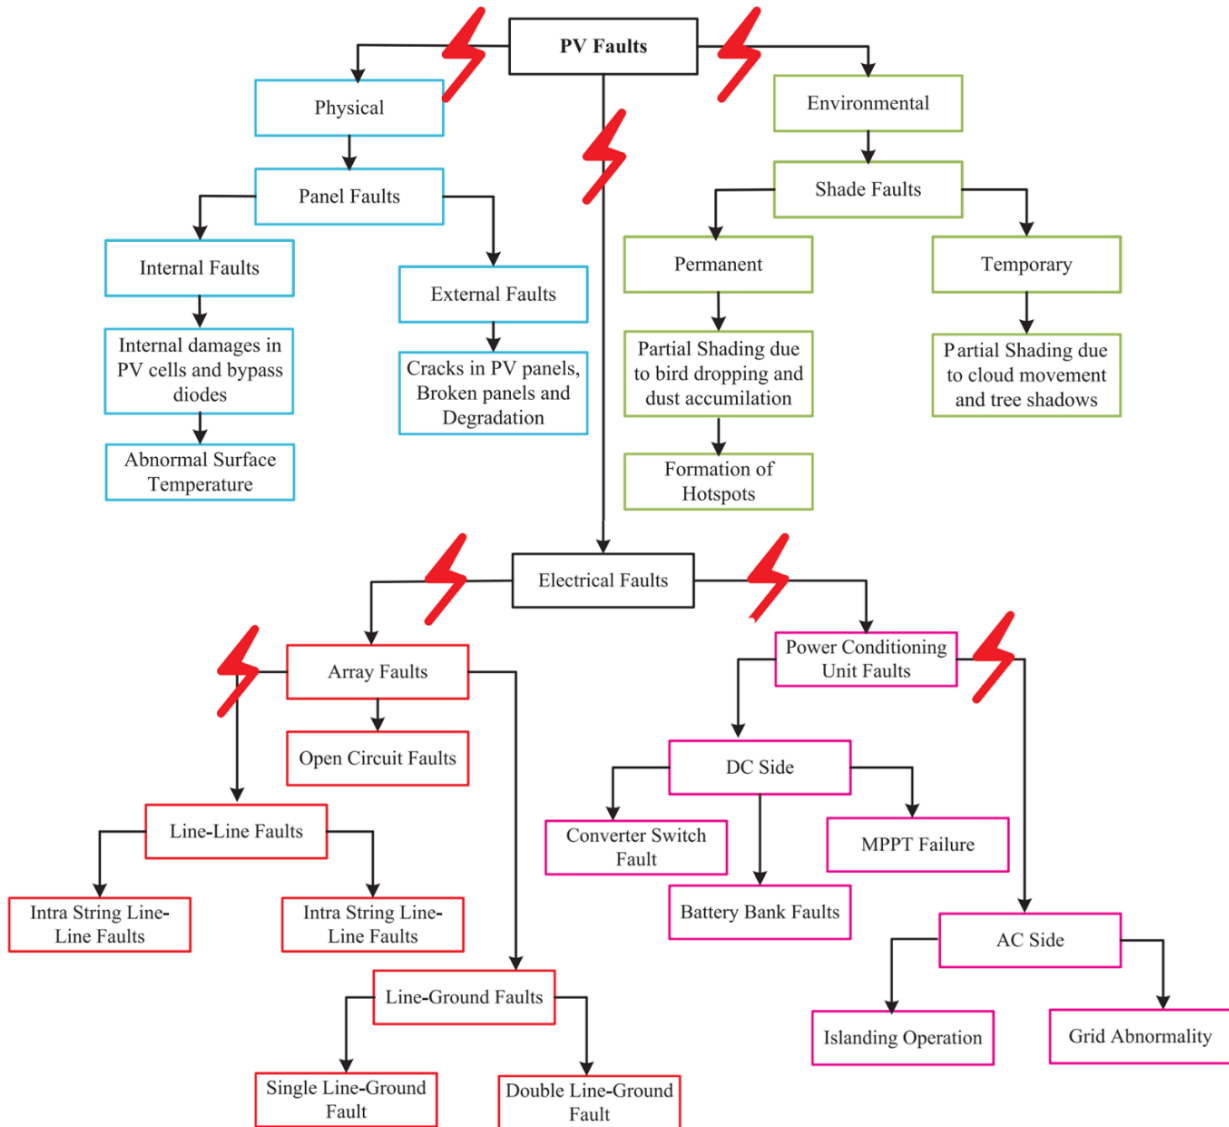 PV Faults
Physical
Environmental
Panel Faults
Shade Faults
Internal Faults
External Faults
Permanent
Temporary
Internal damages in
PV cells and bypass
diodes
Cracks in PV panels,
Broken panels and
Degradation
Partial Shading due
to bird dropping and
dust accumilation
Partial Shading due
to cloud movement
and tree shadows
Abnormal Surface
Temperature
Formation of
Hotspots
Electrical Faults
Array Faults
Power Conditioning
Unit Faults
Open Circuit Faults
DC Side
Line-Line Faults
Converter Switch
Fault
MPPT Failure
Intra String Line-
Line Faults
Intra String Line-
Line Faults
Battery Bank Faults
AC Side
Line-Ground Faults
Islanding Operation
Grid Abnormality
Single Line-Ground
Fault
Double Line-Ground
Fault